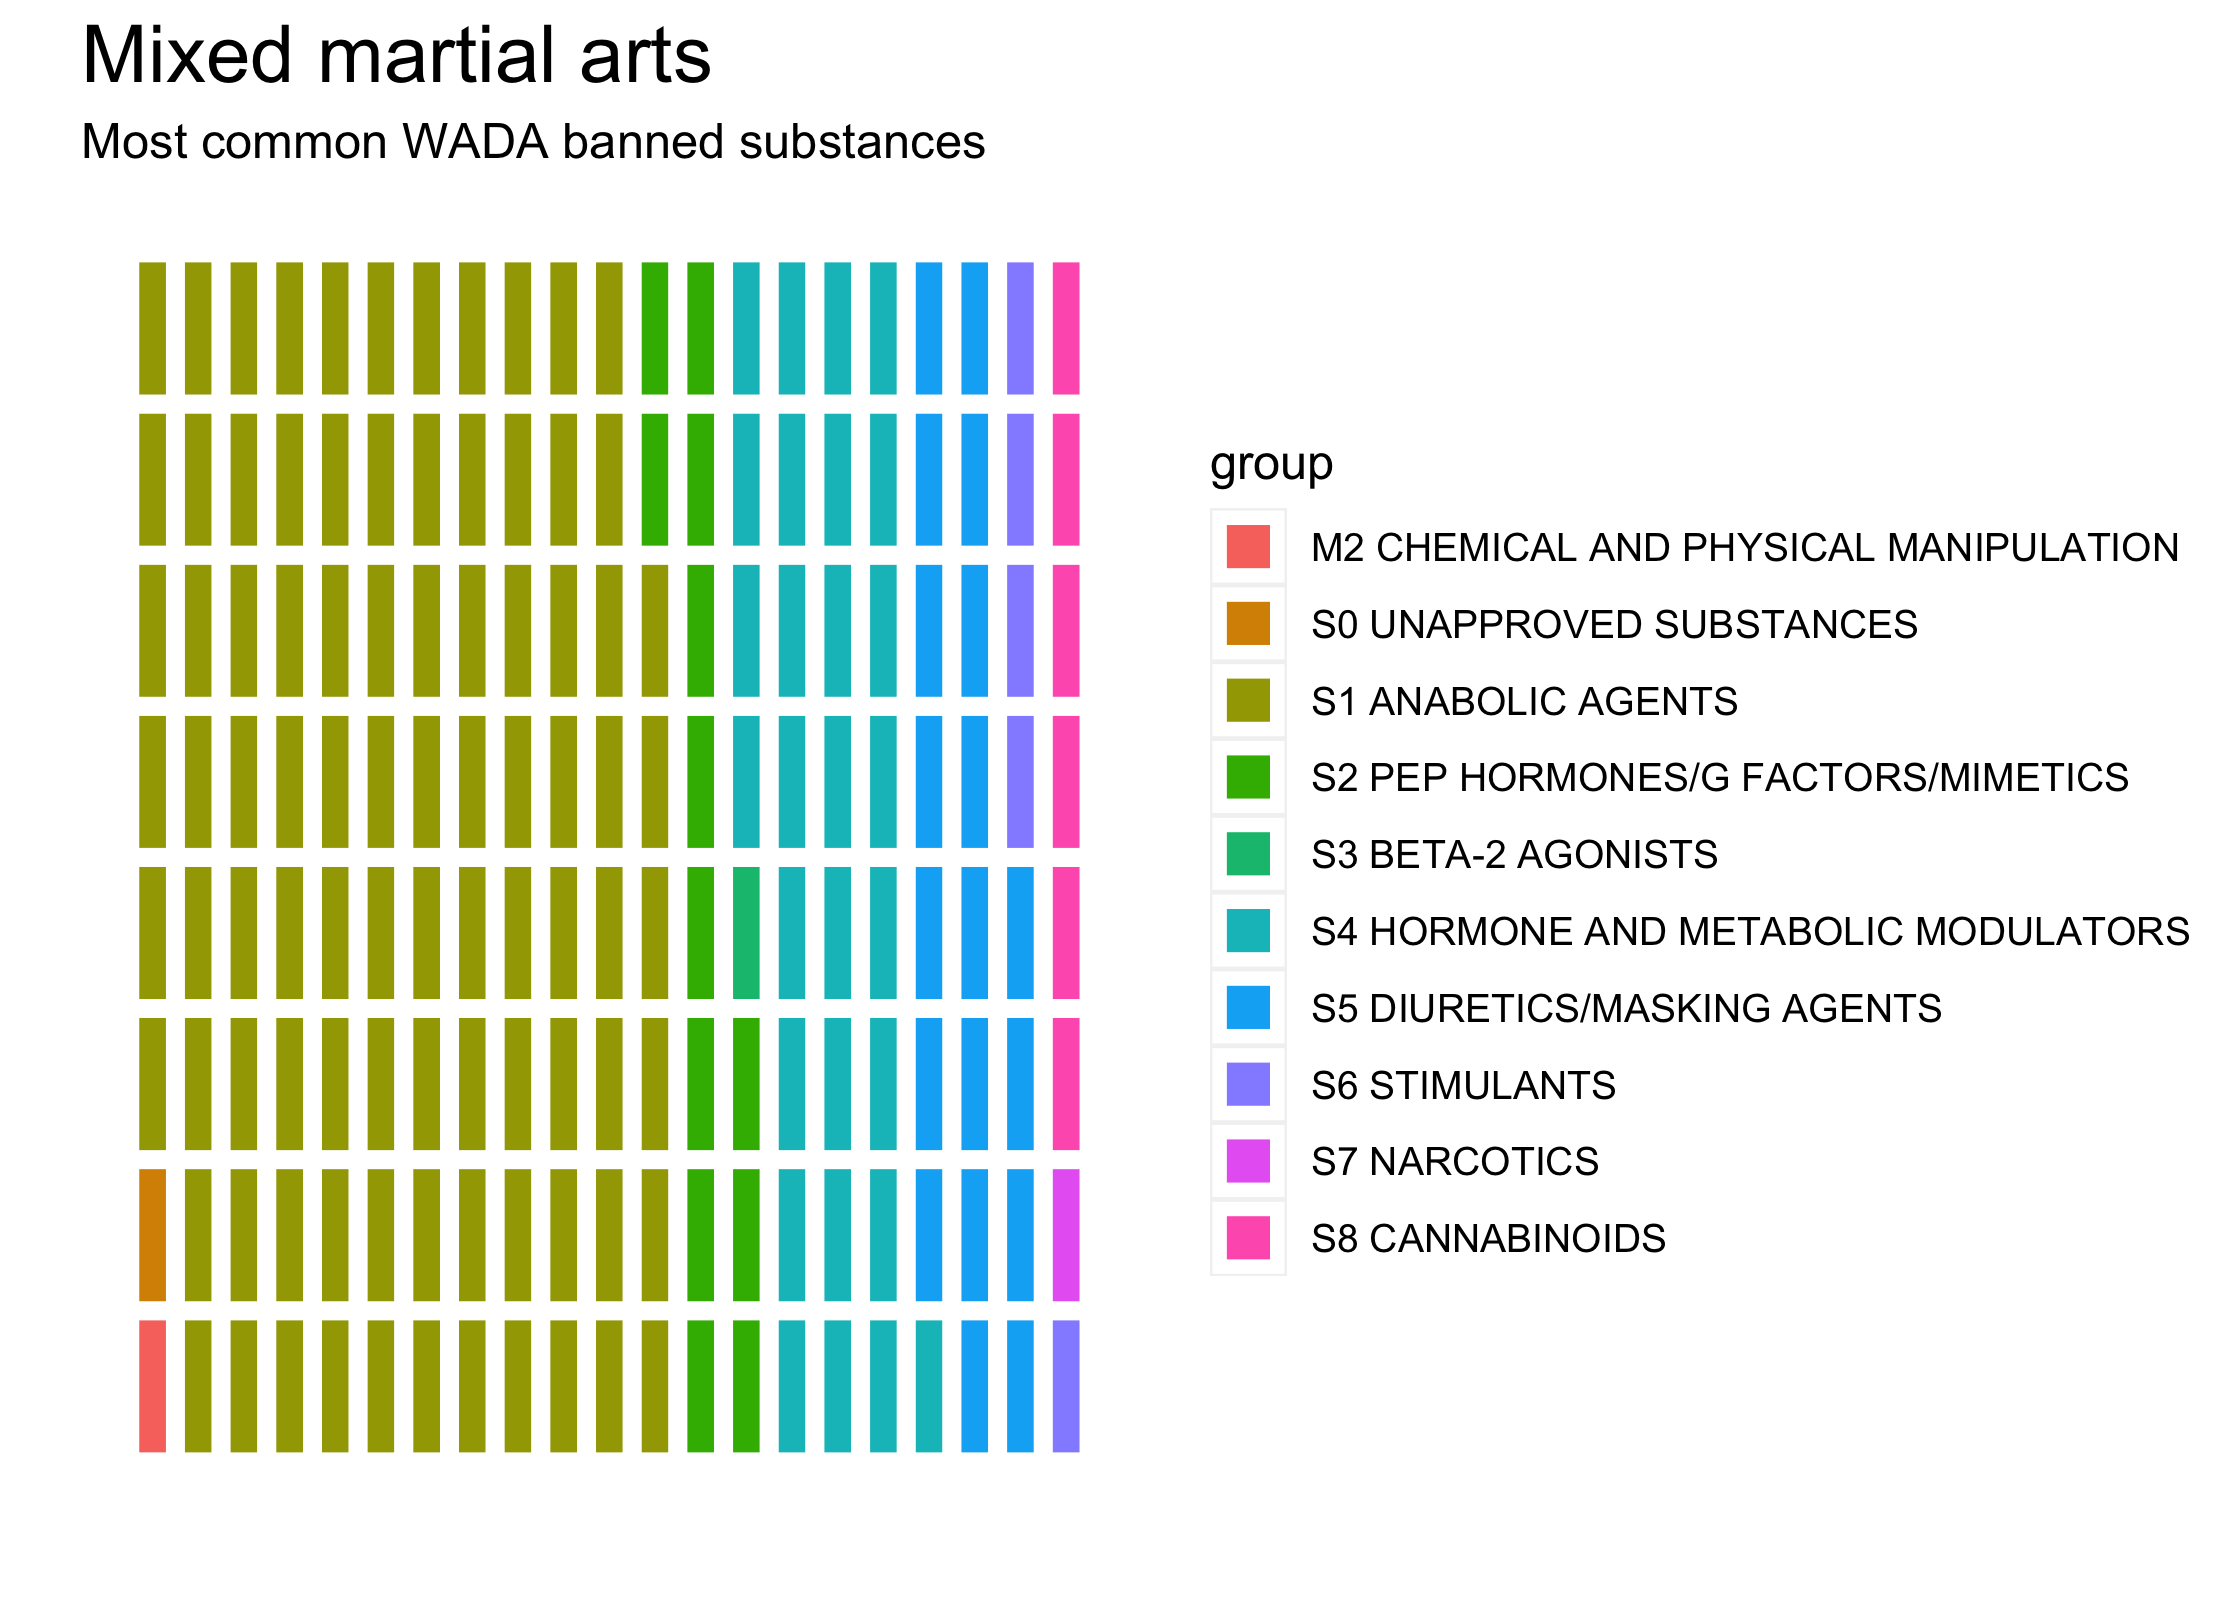 Mixed martial arts
Most common WADA banned substances
group
M2 CHEMICAL AND PHYSICAL MANIPULATION
S0 UNAPPROVED SUBSTANCES
S1 ANABOLIC AGENTS
S2 PEP HORMONES/G FACTORS/MIMETICS
S3 BETA-2 AGONISTS
S4 HORMONE AND METABOLIC MODULATORS
S5 DIURETICS/MASKING AGENTS
S6 STIMULANTS
S7 NARCOTICS
S8 CANNABINOIDS